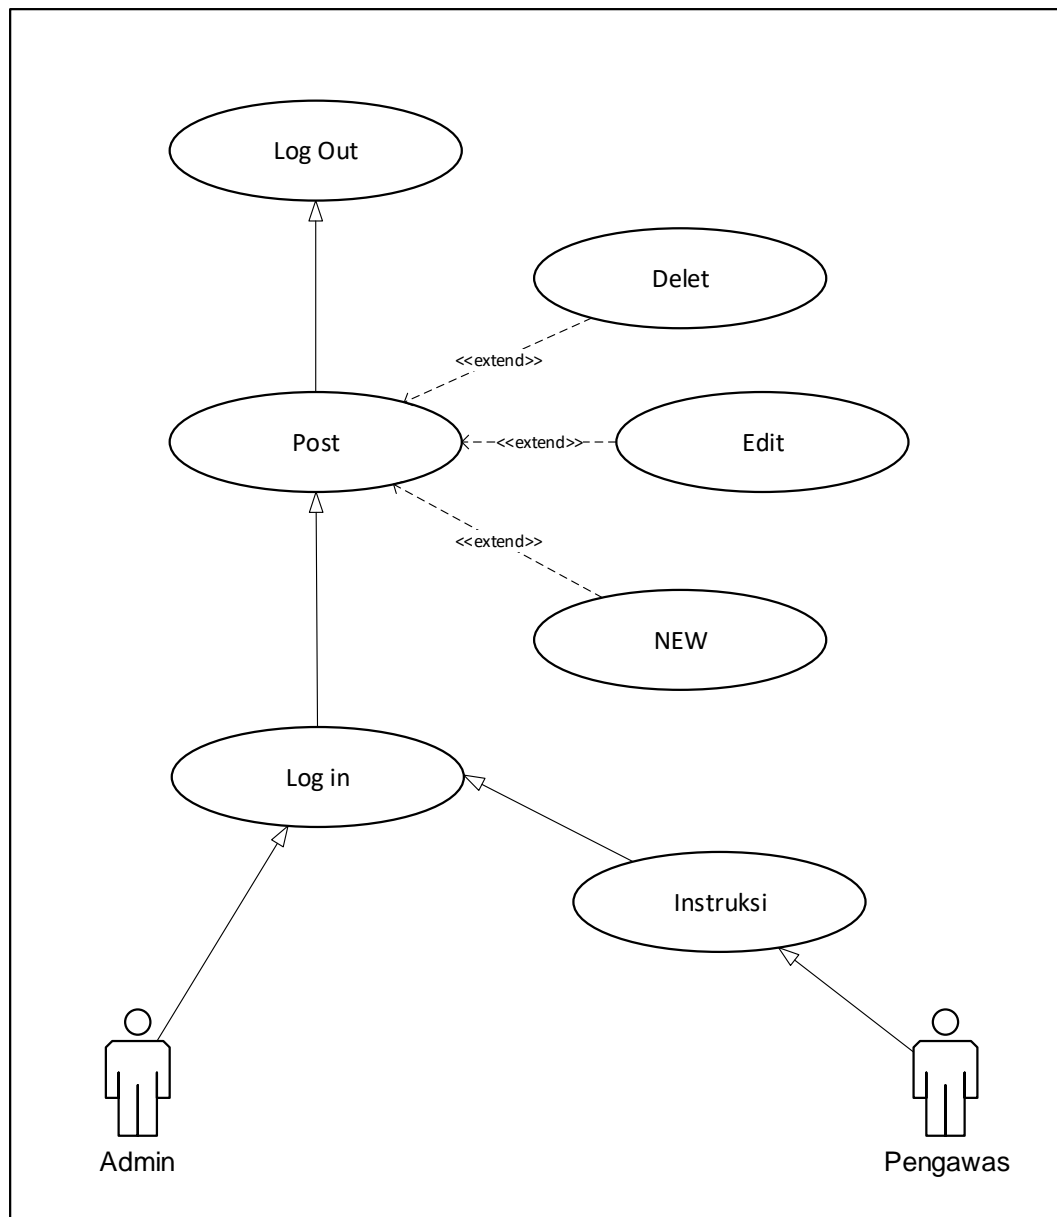 Log Out
Delet
<<extend>>
Post
<<extend>>
Edit
<<extend>>
NEW
Log in
Instruksi
Admin
Pengawas